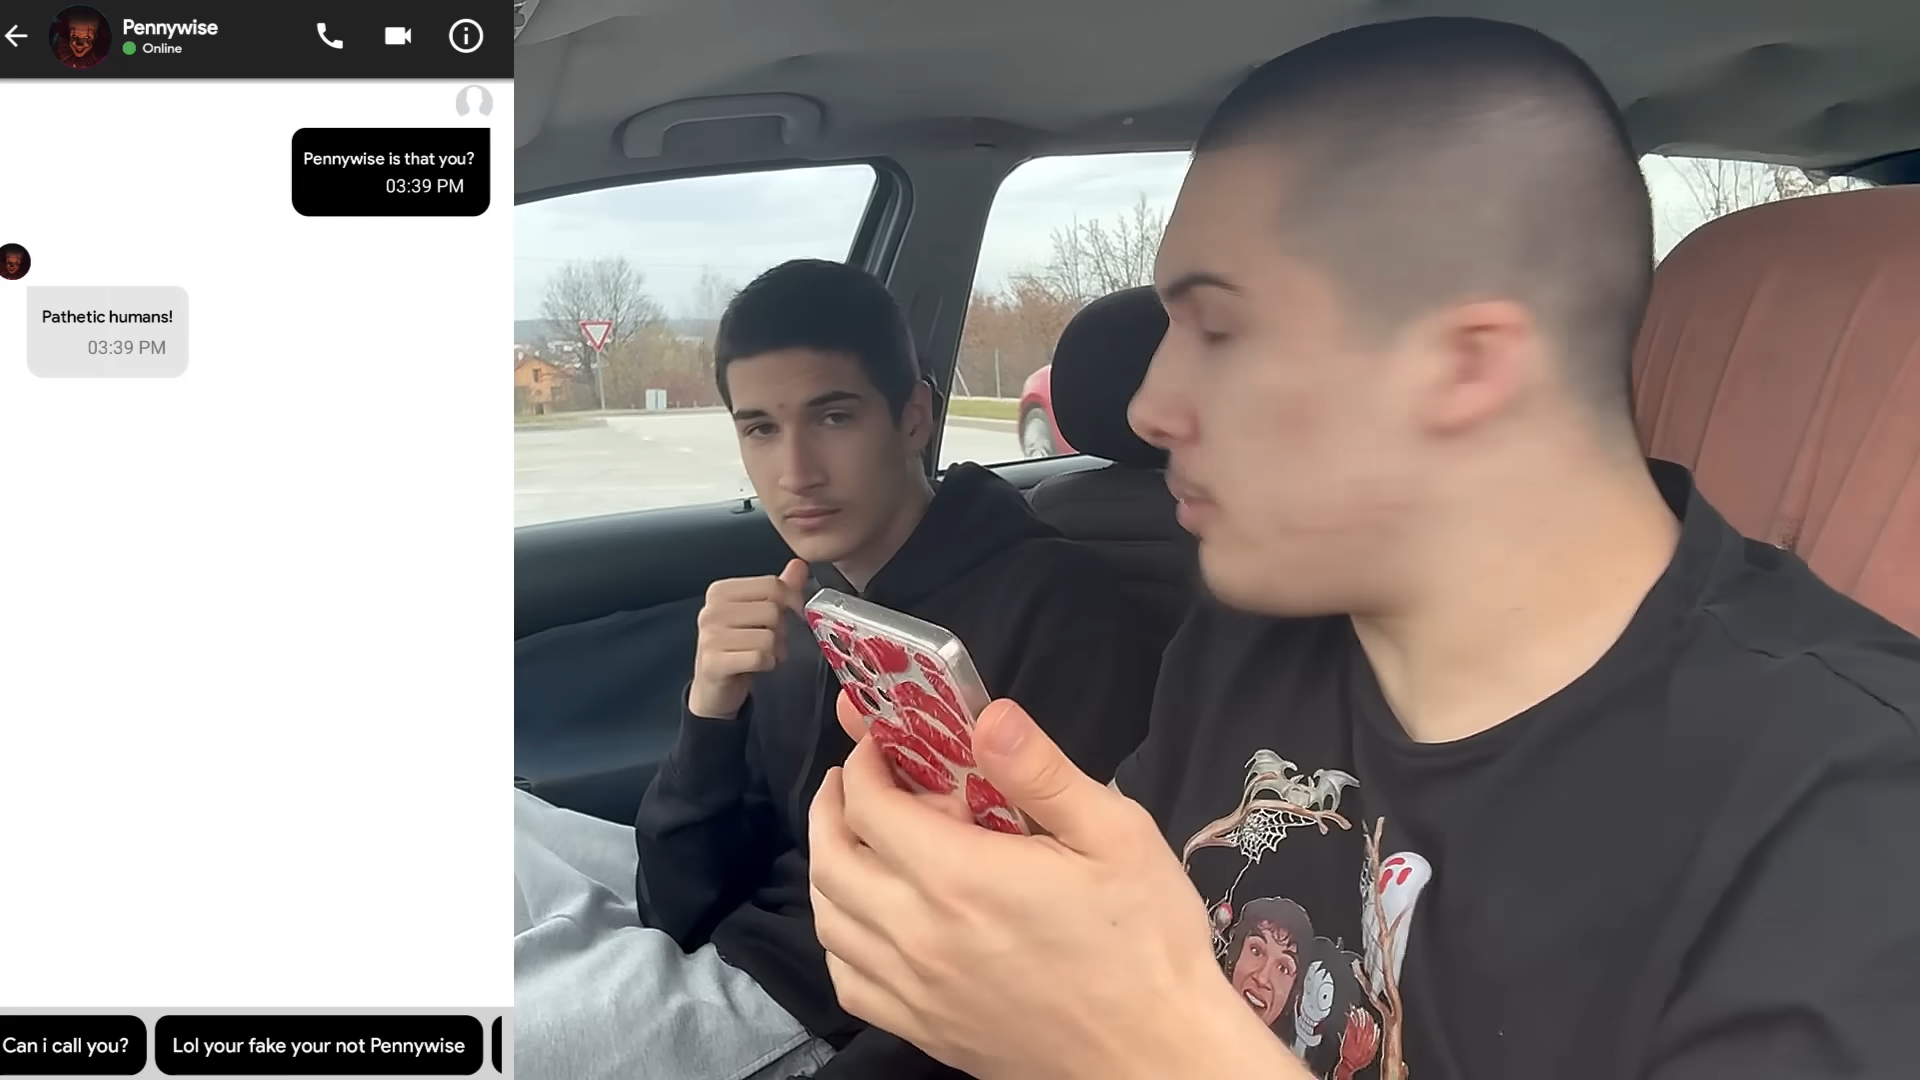 Pennywise
Online
Pennywise is that you?
03:39 PM
Pathetic humans!
03:39 PM
Can i call you?
Lol your fake your not Pennywise